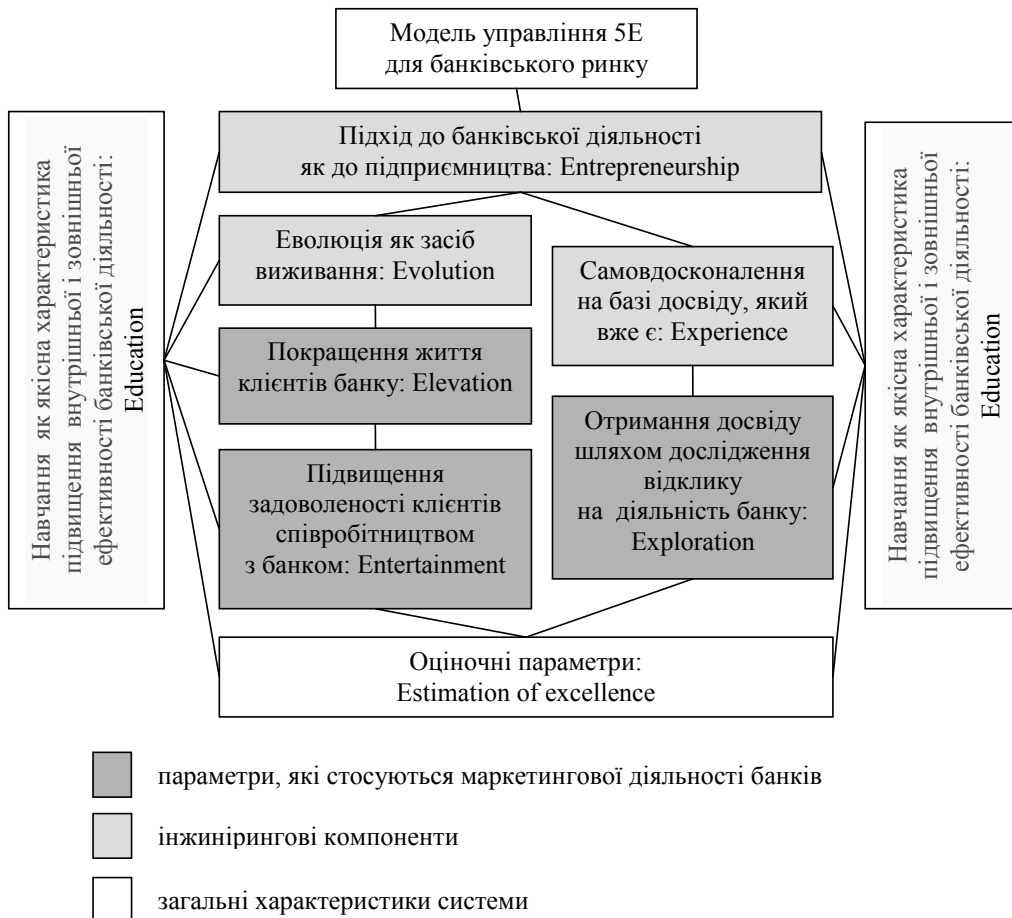 Модель управління 5E
для банківського ринку
Навчання як якісна характеристика
підвищення внутрішньої і зовнішньої
ефективності банківської діяльності:
Education
Підхід до банківської діяльності
як до підприємництва: Entrepreneurship
Еволюція як засіб
виживання: Evolution
Покращення життя
клієнтів банку: Elevation
Підвищення
задоволеності клієнтів
співробітництвом
з банком: Entertainment
Самовдосконалення
на базі досвіду, який
вже є: Experience
Отримання досвіду
шляхом дослідження
відклику
на діяльність банку:
Exploration
Навчання як якісна характеристика
підвищення внутрішньої і зовнішньої
ефективності банківської діяльності:
Education
Оціночні параметри:
Estimation of excellence
параметри, які стосуються маркетингової діяльності банків
інжинірингові компоненти
загальні характеристики системи